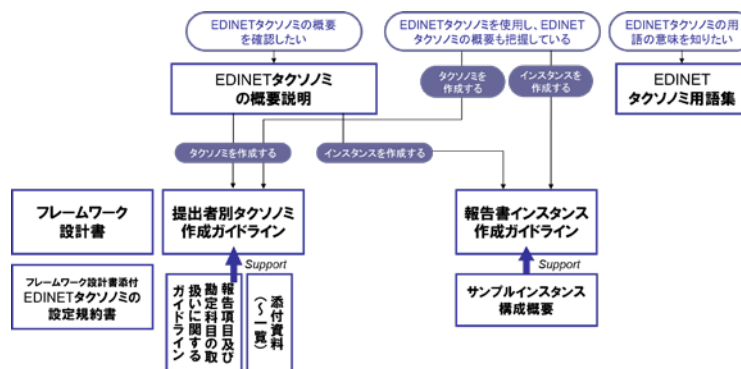 EDINETタクソノミの概要
を確認したい
EDINETタクソノミを使用し、EDINET
タクソノミの概要も把握している
EDINETタクソノミの用
語の意味を知りたい
EDINETタクソノミ
の概要説明
タクソノミを
作成する
インスタンスを
作成する
EDINET
タクソノミ用語集
タクソノミを作成する
インスタンスを作成する
フレームワーク
設計書
提出者別タクソノミ
作成ガイドライン
報告書インスタンス
作成ガイドライン
Support
Support
フレームワーク設計書添付
EDINETタクソノミの
設定規約書
報告項目及び
勘定科目の取
扱いに関する
ガイドライン
添付資料
(~一覧)
サンプルインスタンス
構成概要